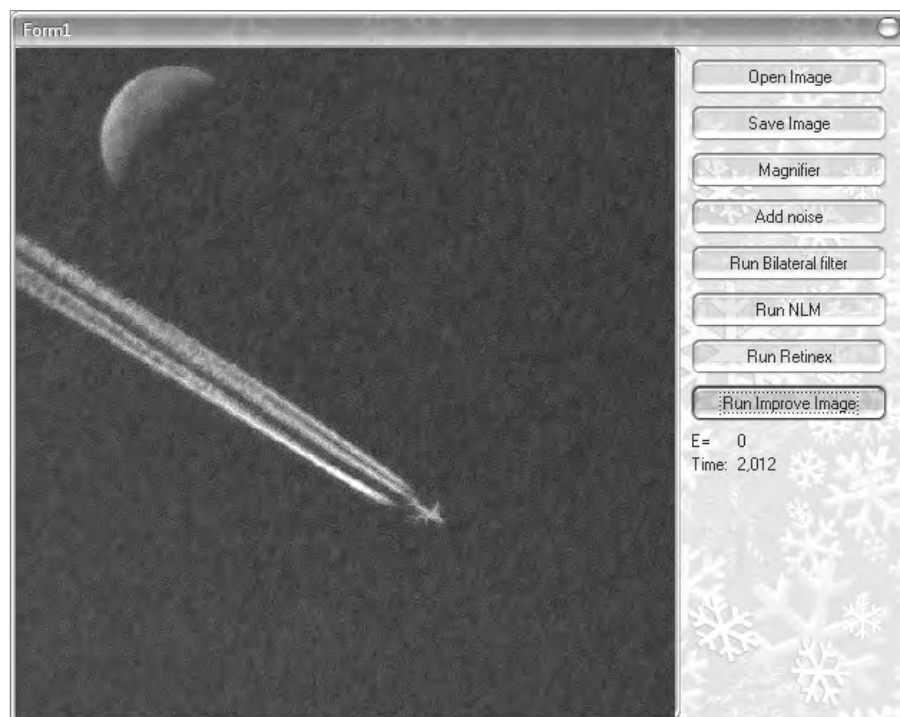 Form1
Open Image
Save Image
Magnifier
Add noise
Run Bilateral filter
Run NLM
Run Retinex
Run Improve Image
E= 0
Time: 2,012